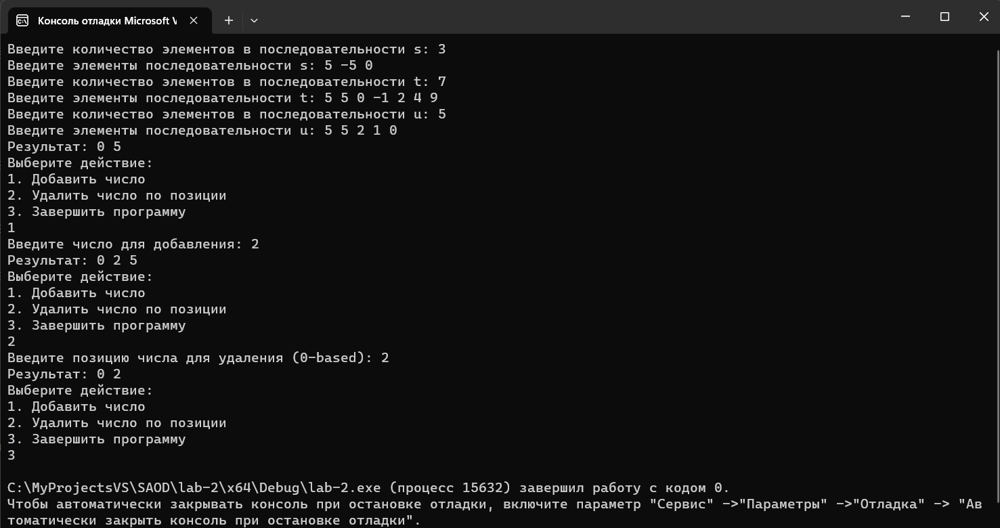 Консоль отладки Microsoft V
Введите количество элементов в последовательности s: 3
Введите элементы последовательности s: 5 -5 0
Введите количество элементов в последовательности t: 7
Введите элементы последовательности t: 5 5 0 -1 2 4 9
Введите количество элементов в последовательности u: 5
Введите элементы последовательности u: 5 5 2 1 0
Результат: 0 5
Выберите действие:
1. Добавить число
2. Удалить число по позиции
3. Завершить программу
1
Введите число для добавления: 2
Результат: 0 2 5
Выберите действие:
1. Добавить число
2. Удалить число по позиции
3. Завершить программу
2
Введите позицию числа для удаления (0-based): 2
Результат: 0 2
Выберите действие:
1. Добавить число
2. Удалить число по позиции
3. Завершить программу
3
C:\MyProjectsVS\SAOD\lab-2\x64\Debug\lab-2.exe (процесс 15632) завершил работу с кодом 0.
Чтобы автоматически закрывать консоль при остановке отладки, включите параметр "Сервис" ->"Параметры" ->"Отладка" -> "Ав
томатически закрыть консоль при остановке отладки".